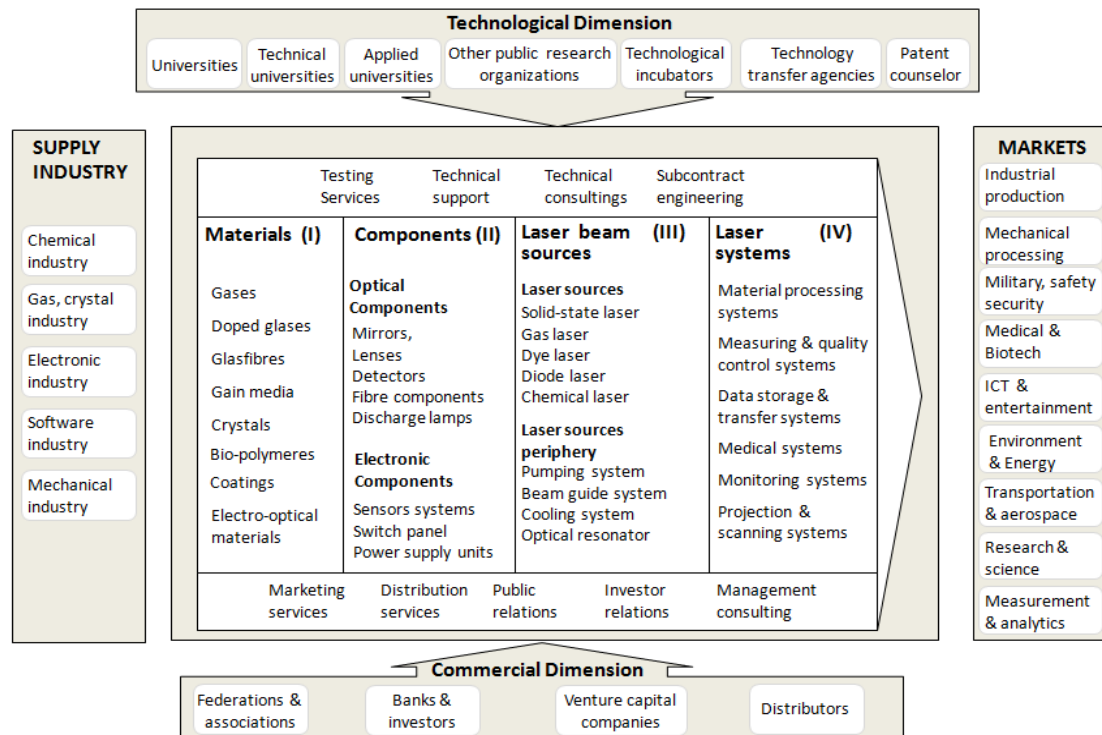 Technological Dimension
Universities
Technical
universities
Applied
universities
Other public research
organizations
Technological
incubators
Technology
transfer agencies
Patent
counselor
SUPPLY
INDUSTRY
Chemical
industry
Gas, crystal
industry
Electronic
industry
Software
industry
Mechanical
industry
Testing
Services
Technical
support
Technical
consultings
Subcontract
engineering
Materials (I)
Gases
Doped glases
Glasfibres
Gain media
Crystals
Bio-polymeres
Coatings
Electro-optical
materials
Components (II)
Optical
Components
Mirrors,
Lenses
Detectors
Fibre components
Discharge lamps
Electronic
Components
Sensors systems
Switch panel
Power supply units
Laser beam (III)
sources
Laser sources
Solid-state laser
Gas laser
Dye laser
Diode laser
Chemical laser
Laser sources
periphery
Pumping system
Beam guide system
Cooling system
Optical resonator
Laser (IV)
systems
Material processing
systems
Measuring & quality
control systems
Data storage &
transfer systems
Medical systems
Monitoring systems
Projection &
scanning systems
Marketing
services
Distribution
services
Public
relations
Investor
relations
Management
consulting
MARKETS
Industrial
production
Mechanical
processing
Military, safety
security
Medical &
Biotech
ICT &
entertainment
Environment
& Energy
Transportation
& aerospace
Research &
science
Measurement
& analytics
Commercial Dimension
Federations &
associations
Banks &
investors
Venture capital
companies
Distributors